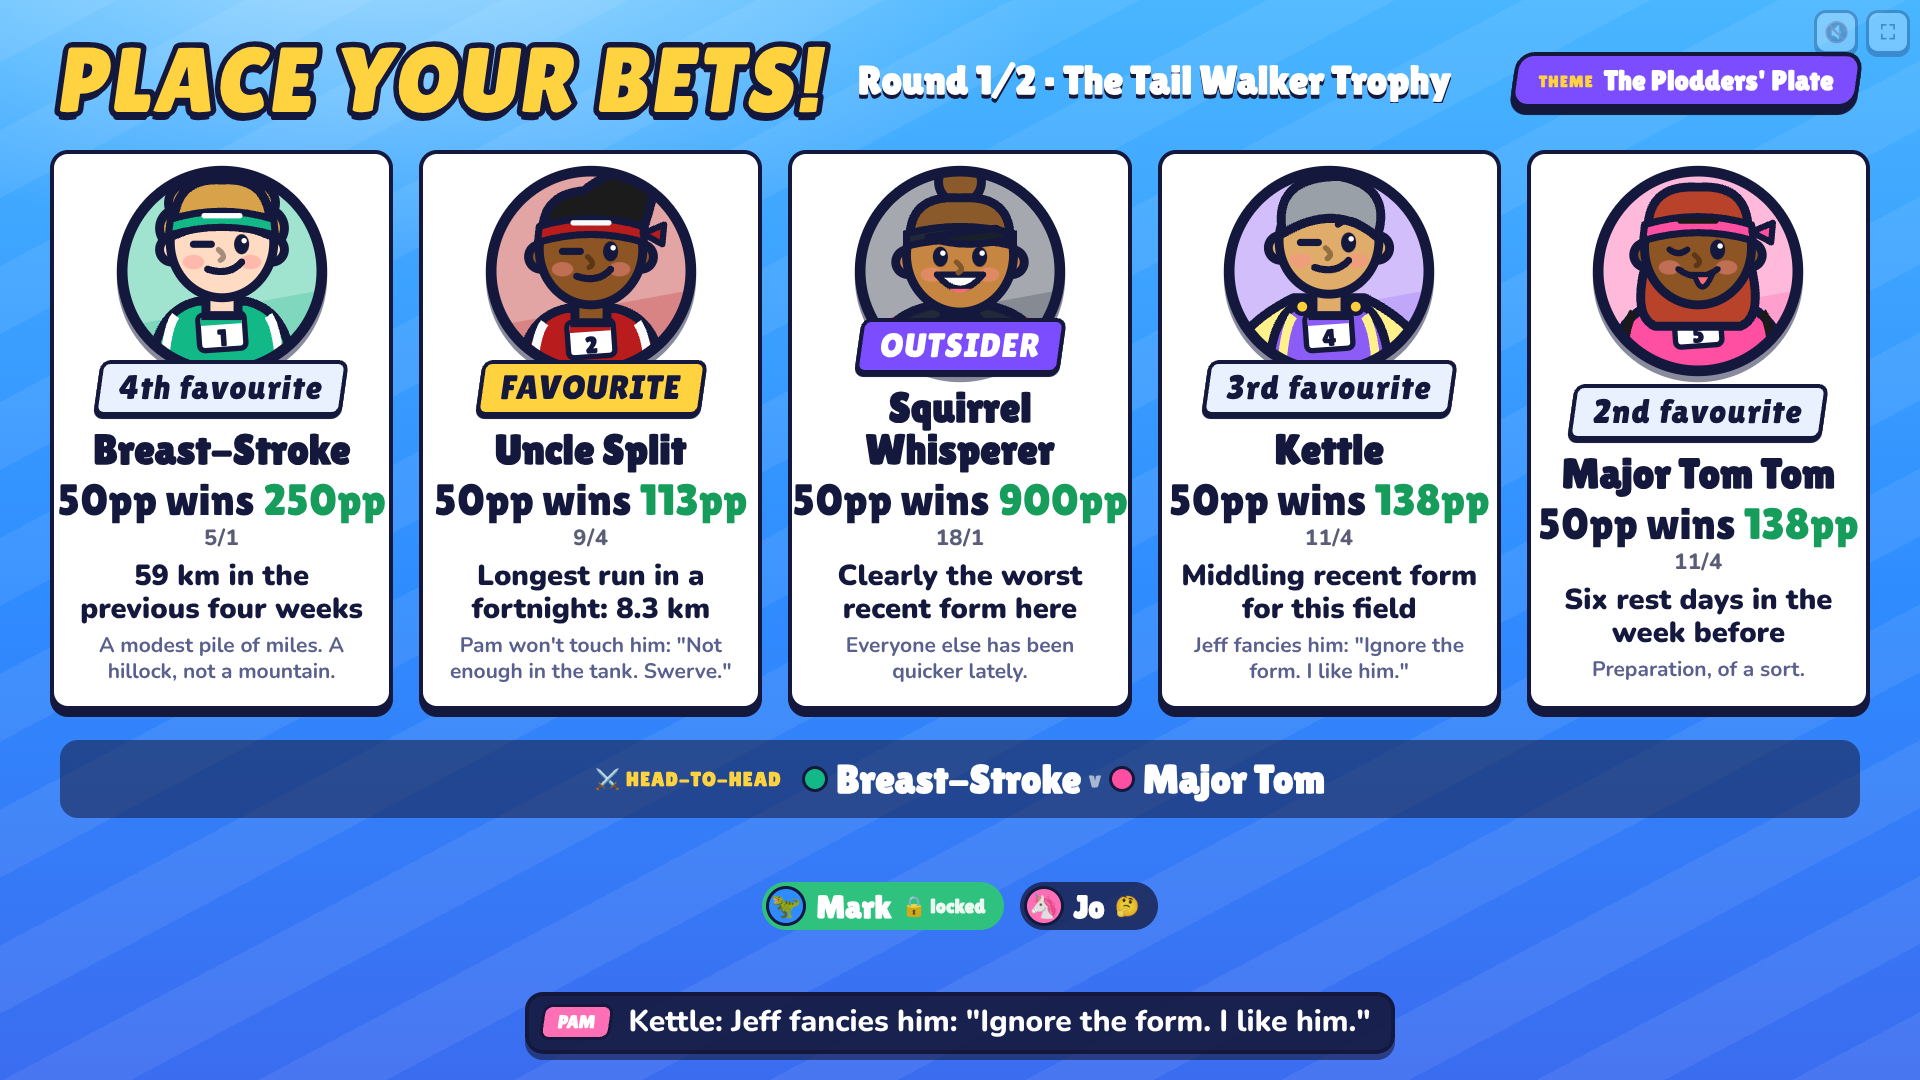 PLACE YOUR BETS!
Round 1/2 · The Tail Walker Trophy
THEME The Plodders' Plate
1
4th favourite
Breast-Stroke
50pp wins 250pp
5/1
59 km in the
previous four weeks
A modest pile of miles. A
hillock, not a mountain.
2
FAVOURITE
Uncle Split
50pp wins 113pp
9/4
Longest run in a
fortnight: 8.3 km
Pam won't touch him: "Not
enough in the tank. Swerve."
OUTSIDER
Squirrel
Whisperer
50pp wins 900pp
18/1
Clearly the worst
recent form here
Everyone else has been
quicker lately.
4
3rd favourite
Kettle
50pp wins 138pp
11/4
Middling recent form
for this field
Jeff fancies him: "Ignore the
form. I like him."
5
2nd favourite
Major Tom Tom
50pp wins 138pp
11/4
Six rest days in the
week before
Preparation, of a sort.
HEAD-TO-HEAD Breast-Stroke v Major Tom
Mark locked
Jo
PAM Kettle: Jeff fancies him: "Ignore the form. I like him."